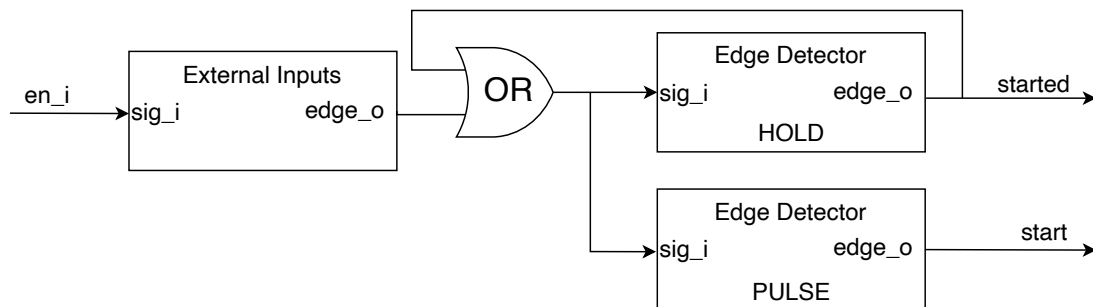 en_i
External Inputs
sig_i
edge_o
OR
Edge Detector
sig_i
edge_o
HOLD
started
Edge Detector
sig_i
edge_o
PULSE
start